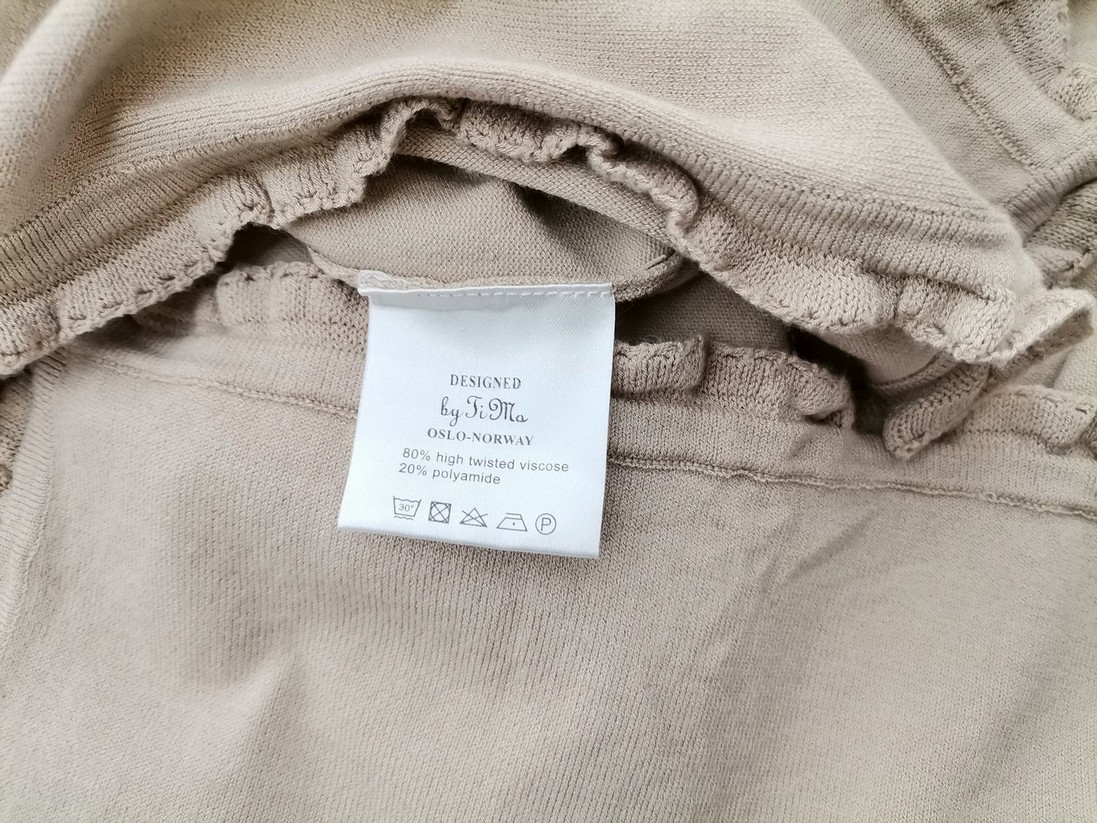 DESIGNED
by TiMo
OSLO-NORWAY
80% high twisted viscose
20% polyamide
30°
P